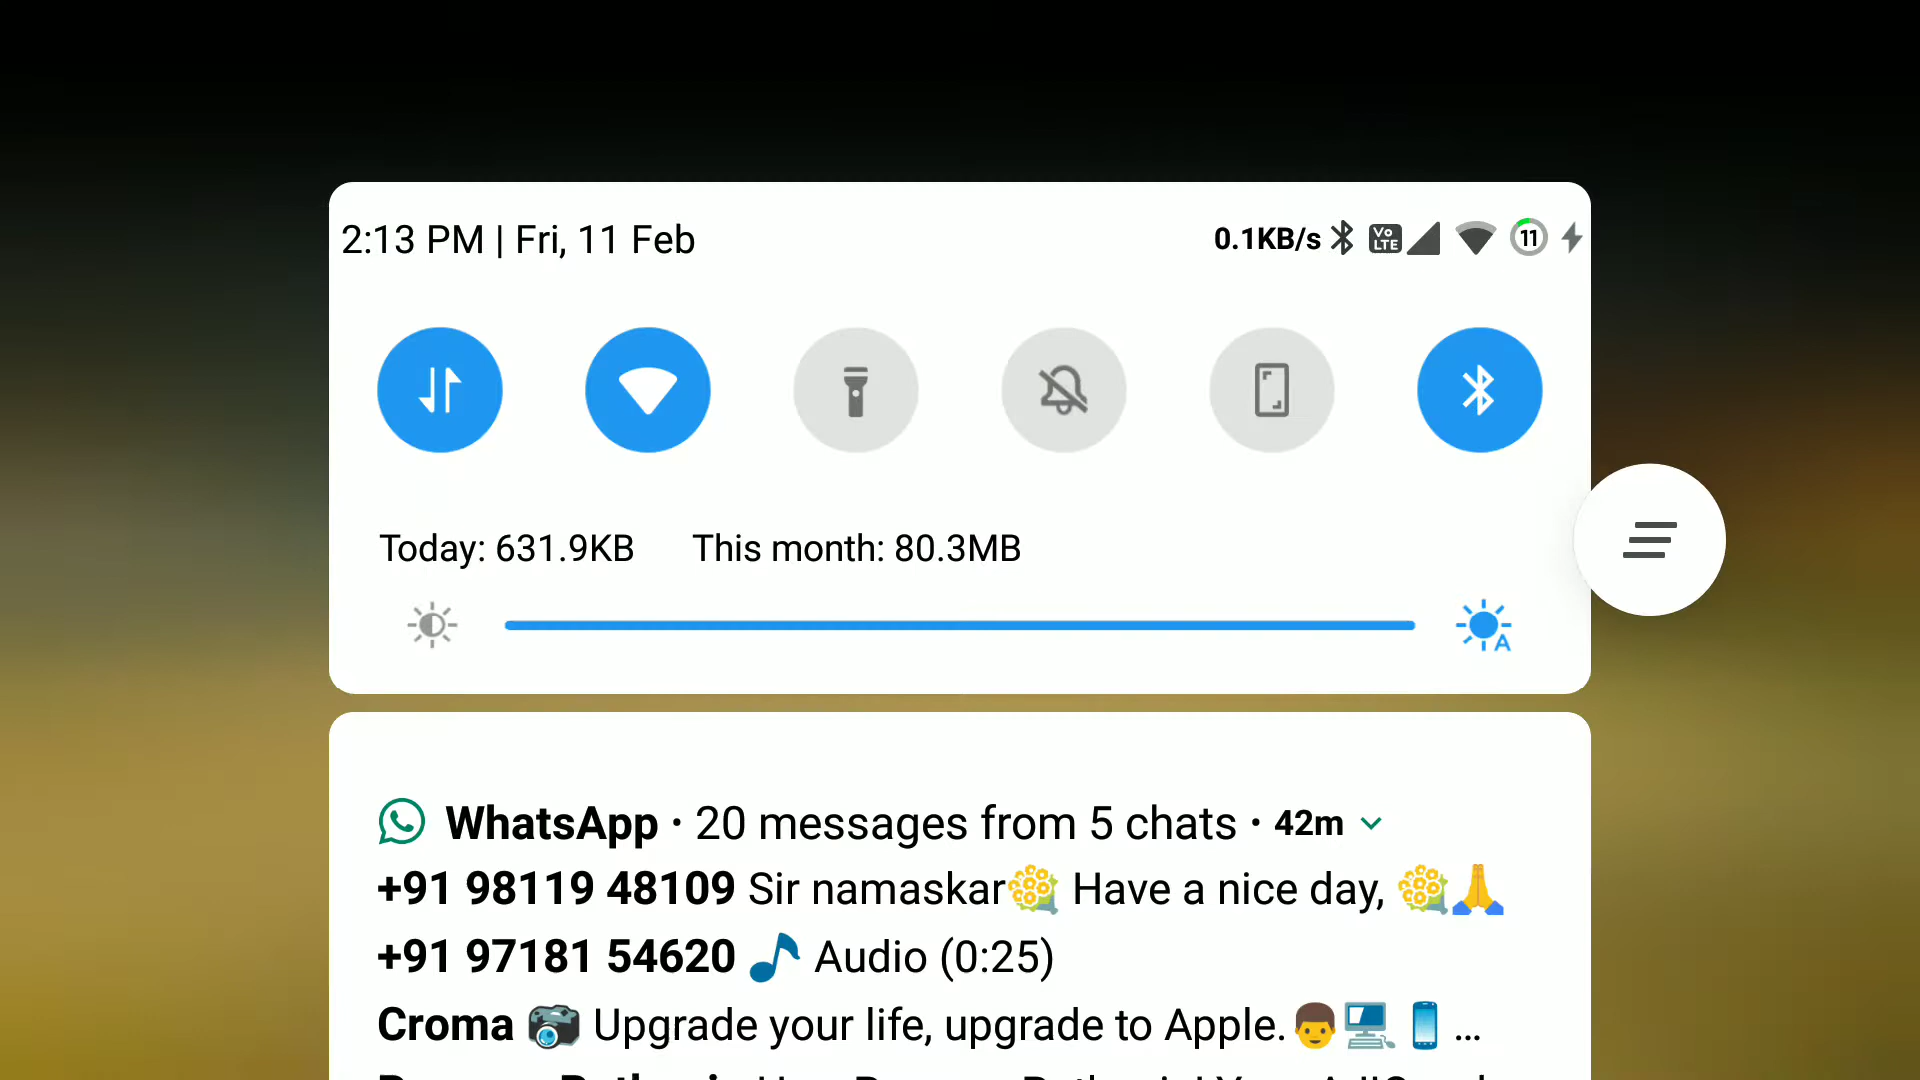 2:13 PM | Fri, 11 Feb
0.1KB/s Vo LTE 11
Today: 631.9KB This month: 80.3MB
A
WhatsApp · 20 messages from 5 chats · 42m
+91 98119 48109 Sir namaskar💐 Have a nice day, 💐🙏
+91 97181 54620 🎵 Audio (0:25)
Croma 📷 Upgrade your life, upgrade to Apple.👨🖥📱 ...